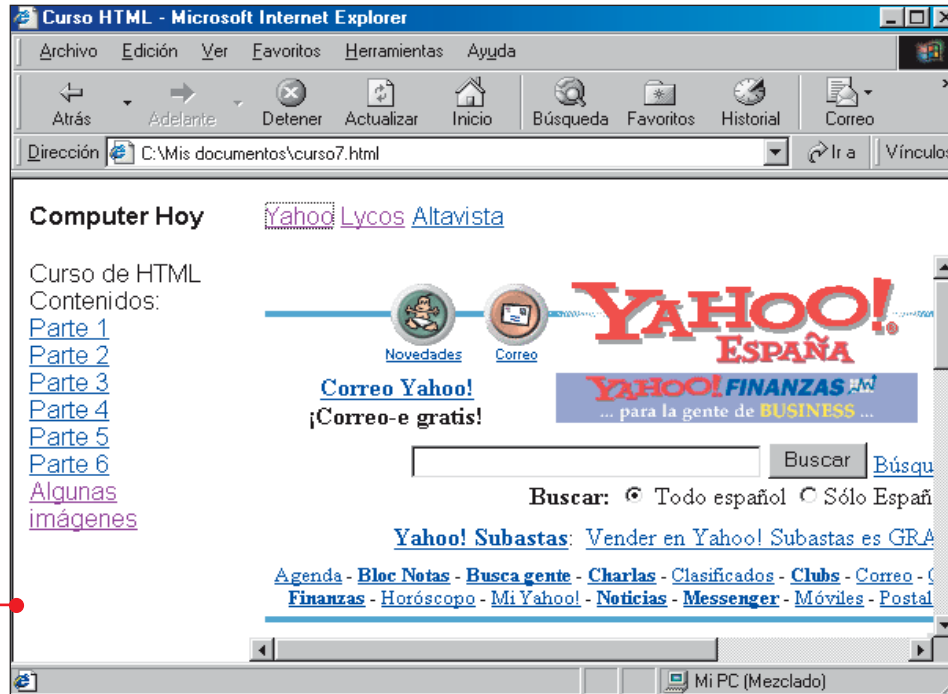 Curso HTML - Microsoft Internet Explorer
Archivo Edición Ver Favoritos Herramientas Ayuda
Atrás Adelante Detener Actualizar Inicio Búsqueda Favoritos Historial Correo
Dirección C:\Mis documentos\curso7.html Ir a Vínculos
Computer Hoy
Curso de HTML
Contenidos:
Parte 1
Parte 2
Parte 3
Parte 4
Parte 5
Parte 6
Algunas
imágenes
Yahoo Lycos Altavista
Novedades Correo
YAHOO!
ESPAÑA
Correo Yahoo!
¡Correo-e gratis!
YAHOO! FINANZAS
... para la gente de BUSINESS ...
Buscar Búsqu
Buscar: Todo español Sólo Españ
Yahoo! Subastas: Vender en Yahoo! Subastas es GRA
Agenda - Bloc Notas - Busca gente - Charlas - Clasificados - Clubs - Correo -
Finanzas - Horóscopo - Mi Yahoo! - Noticias - Messenger - Móviles - Postal
Mi PC (Mezclado)